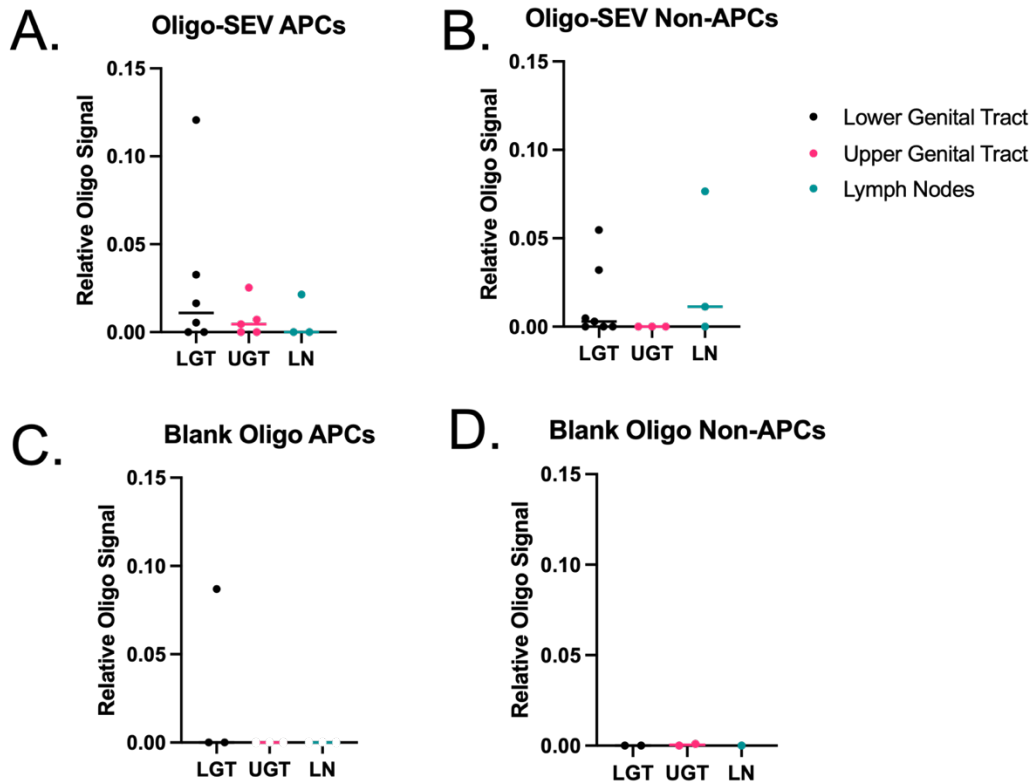 A.
Oligo-SEV APCs
Relative Oligo Signal
0.15
0.10
0.05
0.00
LGT UGT LN
B.
Oligo-SEV Non-APCs
Relative Oligo Signal
0.15
0.10
0.05
0.00
LGT UGT LN
Lower Genital Tract
Upper Genital Tract
Lymph Nodes
C.
Blank Oligo APCs
Relative Oligo Signal
0.15
0.10
0.05
0.00
LGT UGT LN
D.
Blank Oligo Non-APCs
Relative Oligo Signal
0.15
0.10
0.05
0.00
LGT UGT LN